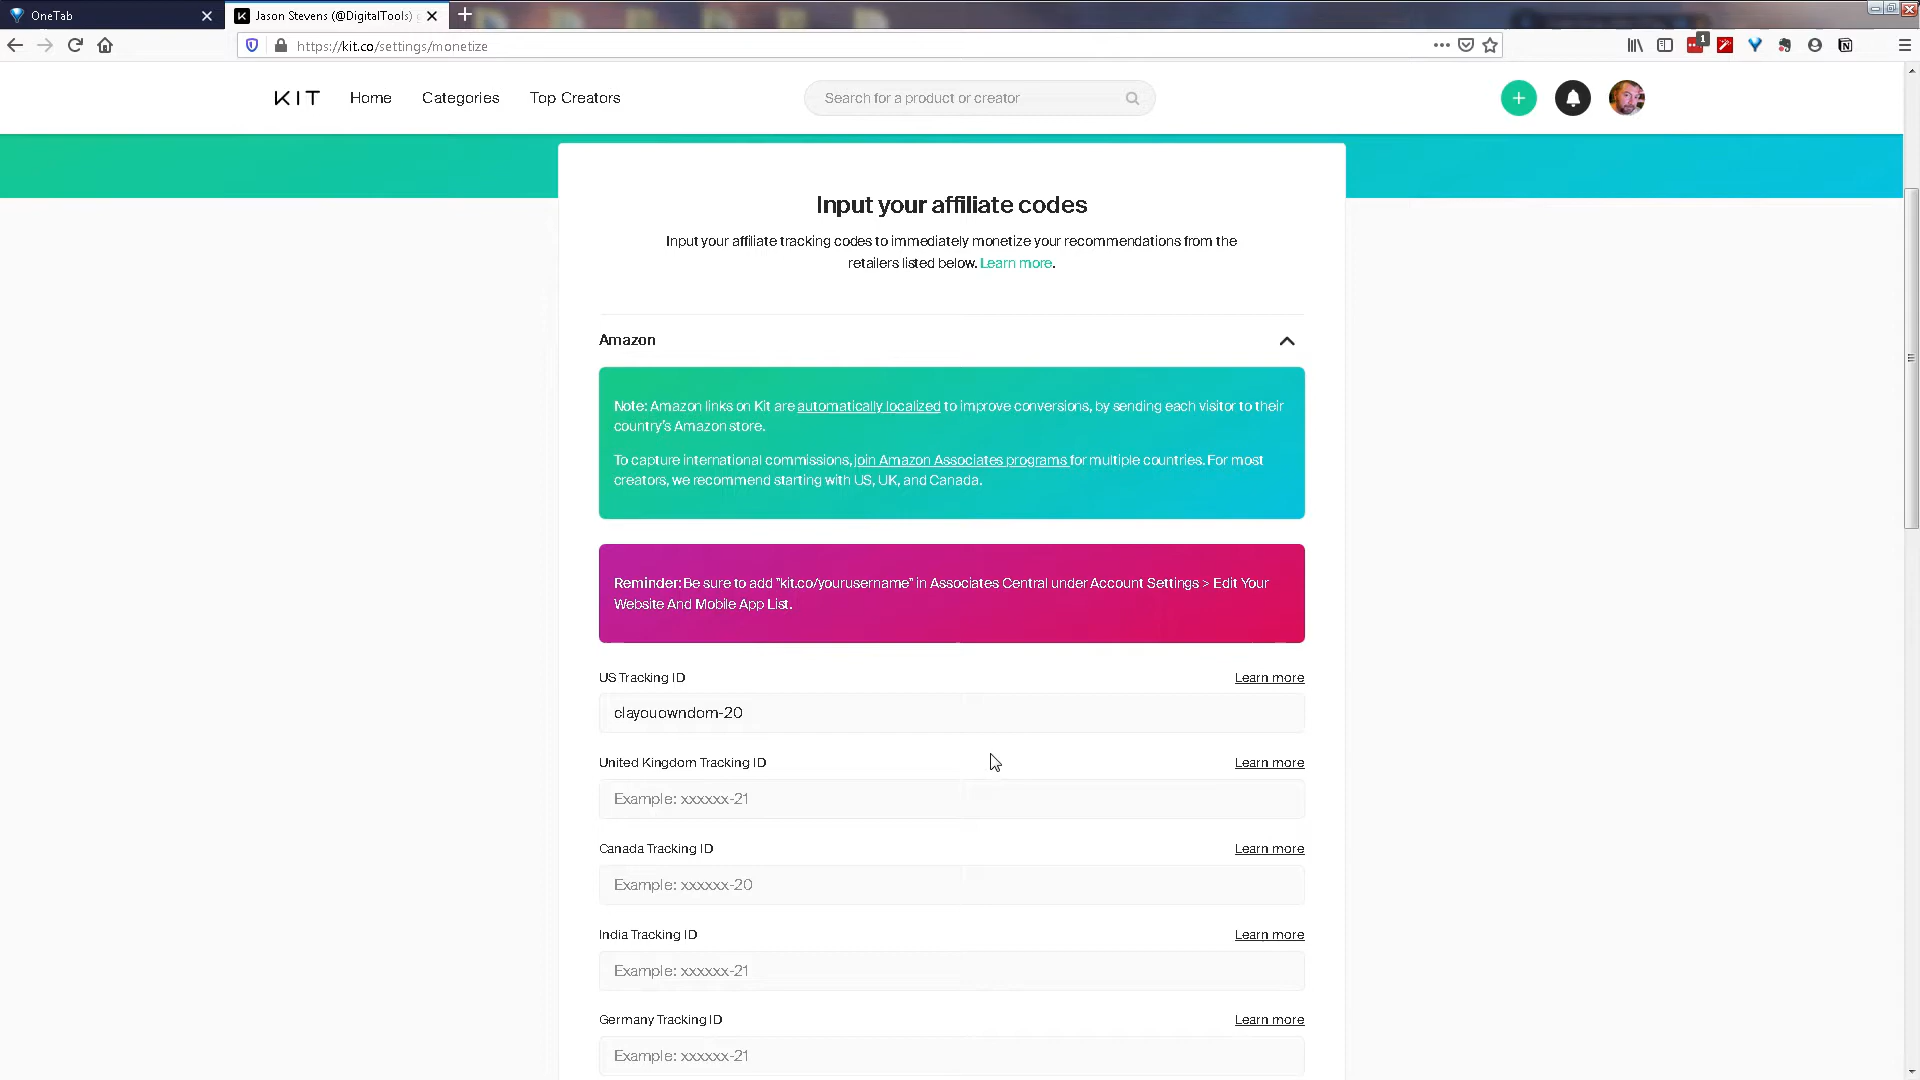 OneTab
Jason Stevens (@DigitalTools)
https://kit.co/settings/monetize
1
KIT
Home
Categories
Top Creators
Search for a product or creator
Input your affiliate codes
Input your affiliate tracking codes to immediately monetize your recommendations from the
retailers listed below. Learn more.
Amazon
Note: Amazon links on Kit are automatically localized to improve conversions, by sending each visitor to their
country's Amazon store.
To capture international commissions, join Amazon Associates programs for multiple countries. For most
creators, we recommend starting with US, UK, and Canada.
Reminder: Be sure to add "kit.co/yourusername" in Associates Central under Account Settings > Edit Your
Website And Mobile App List.
US Tracking ID
Learn more
clayouowndom-20
United Kingdom Tracking ID
Learn more
Example: xxxxxx-21
Canada Tracking ID
Learn more
Example: xxxxxx-20
India Tracking ID
Learn more
Example: xxxxxx-21
Germany Tracking ID
Learn more
Example: xxxxxx-21